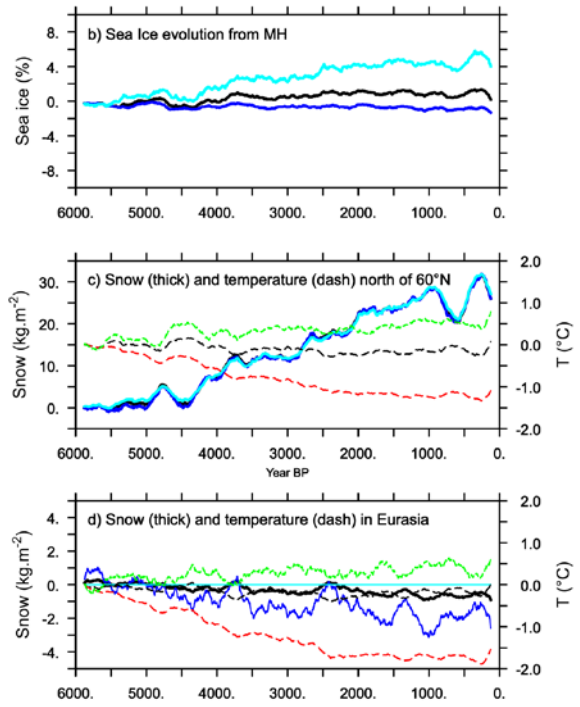 b) Sea Ice evolution from MH
Sea ice (%)
8.
4.
0.
-4.
-8.
6000. 5000. 4000. 3000. 2000. 1000. 0.
c) Snow (thick) and temperature (dash) north of 60°N
Snow (kg.m-2)
30.
20.
10.
0.
2.0
1.0
0.0
-1.0
-2.0
T (°C)
6000. 5000. 4000. 3000. 2000. 1000. 0.
Year BP
d) Snow (thick) and temperature (dash) in Eurasia
Snow (kg.m-2)
4.
2.
0.
-2.
-4.
2.0
1.0
0.0
-1.0
-2.0
T (°C)
6000. 5000. 4000. 3000. 2000. 1000. 0.